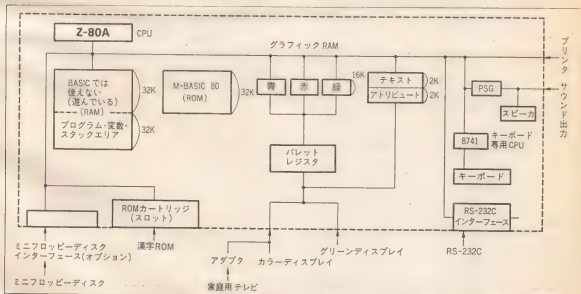 Z-80A CPU
グラフィックRAM
BASICでは
使えない
(遊んでいる)
(RAM)
プログラム・変数・
スタックエリア
32K
32K
M-BASIC 80
(ROM)
32K
青 赤 緑 16K
テキスト 2K
アトリビュート 2K
PSG
スピーカ
プリンタ
サウンド出力
8741 キーボード
専用CPU
キーボード
パレット
レジスタ
ROMカートリッジ
(スロット)
RS-232C
インターフェース
ミニフロッピーディスク
インターフェース(オプション)
漢字ROM
アダプタ
カラーディスプレイ
グリーンディスプレイ
RS-232C
ミニフロッピーディスク
家庭用テレビ